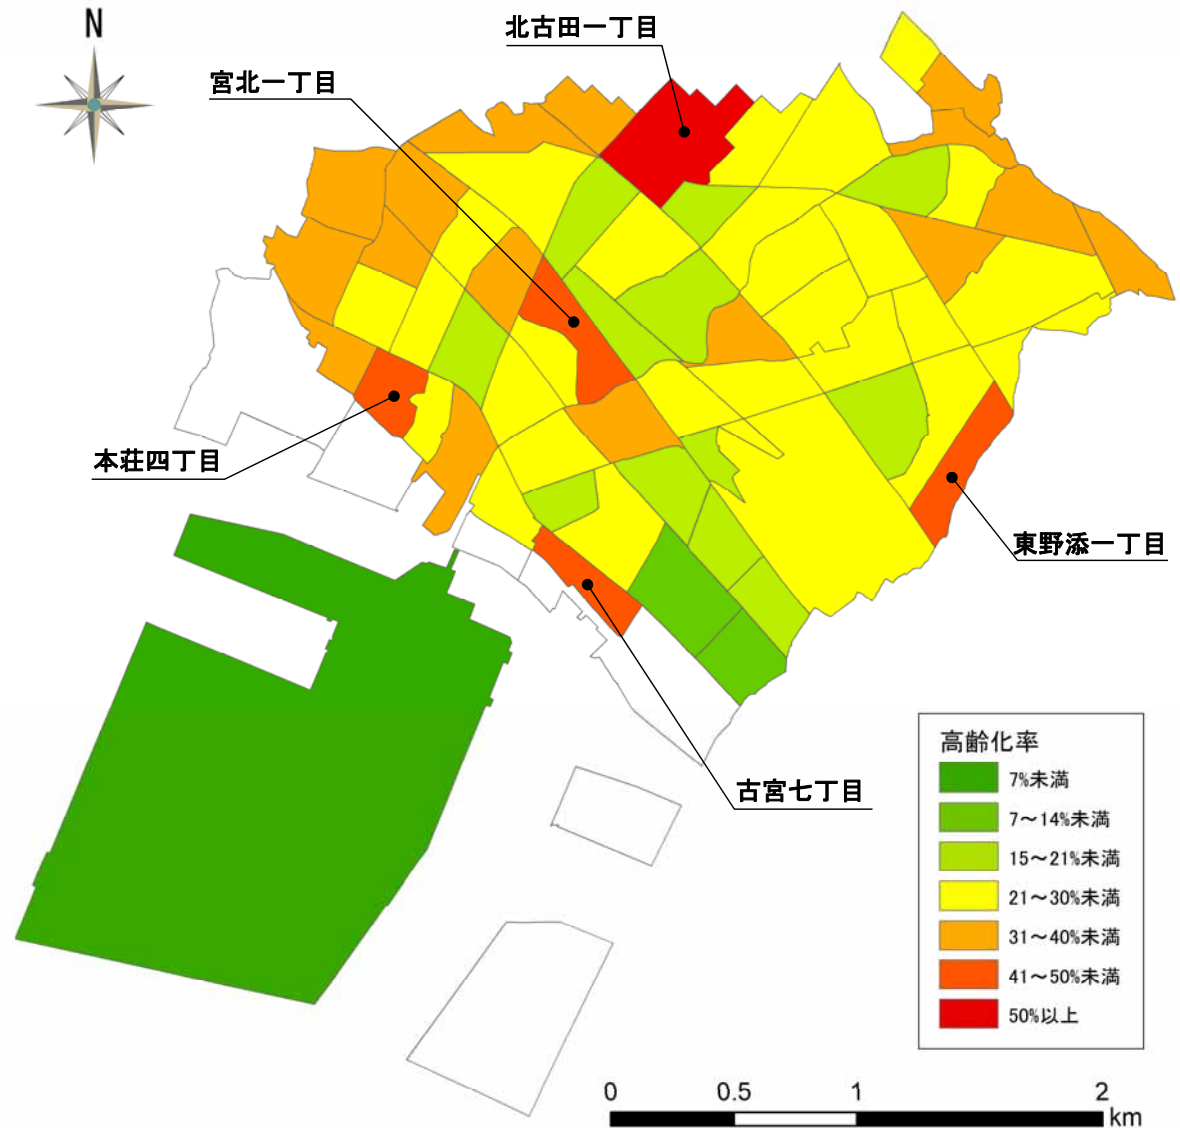 N
北古田一丁目
宮北一丁目
本荘四丁目
東野添一丁目
古宮七丁目
高齢化率
7%未満
7～14%未満
15～21%未満
21～30%未満
31～40%未満
41～50%未満
50%以上
0 0.5 1 2
km